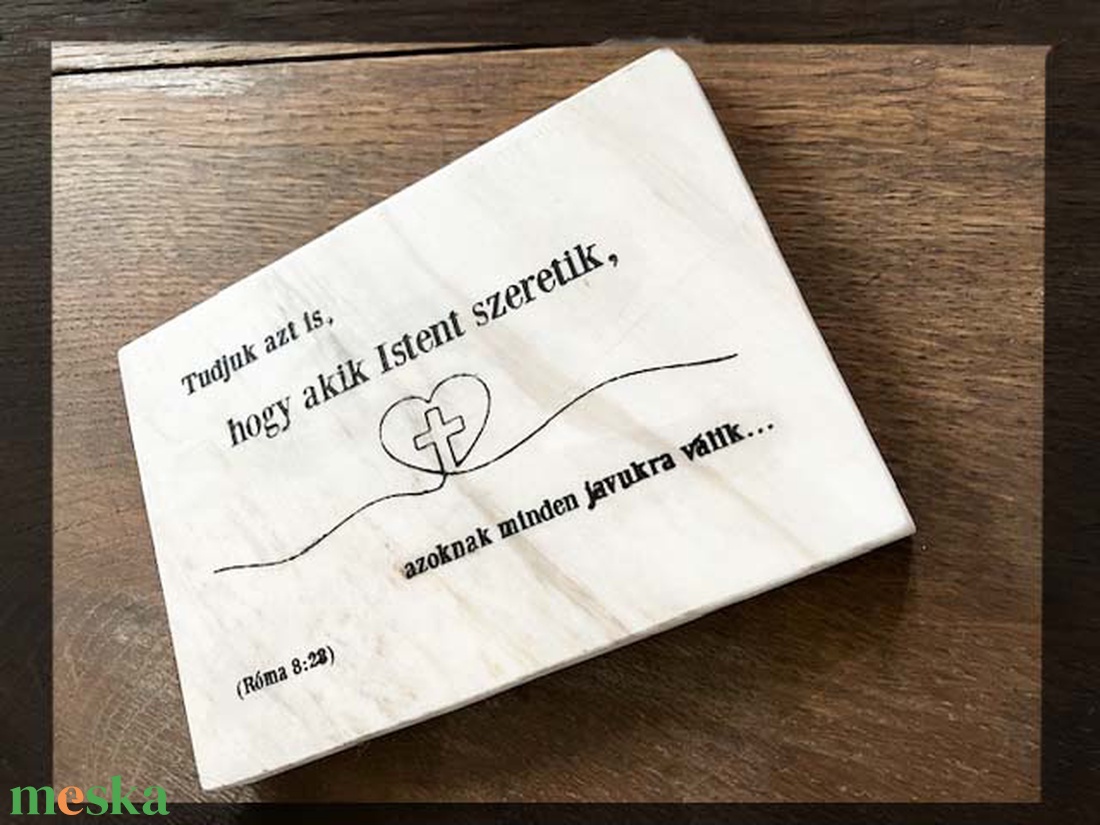 Tudjuk azt is,
hogy akik Istent szeretik,
azoknak minden javukra válik...
(Róma 8:28)
meska